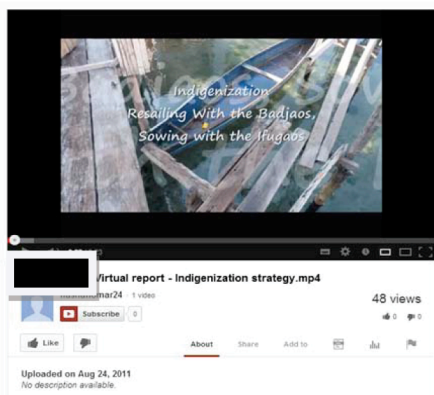 Indigenization
Resailing With the Badjaos,
Sowing with the Ifugaos
Virtual report - Indigenization strategy.mp4
1 video
48 views
Subscribe 0
0 0
Like
About Share Add to
Uploaded on Aug 24, 2011
No description available.